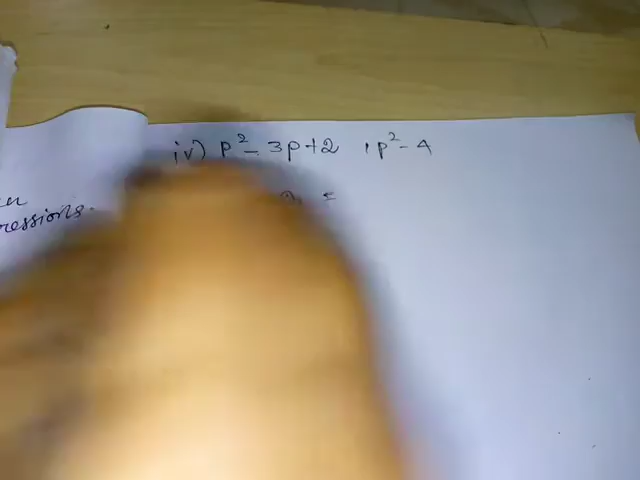 iv) p² - 3p+2 , p² - 4
ressions.